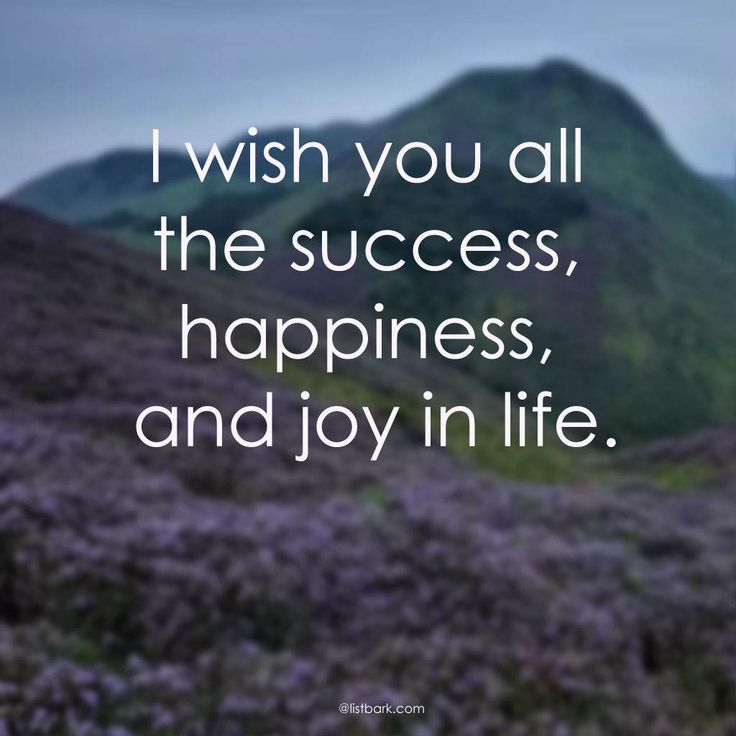 I wish you all
the success,
happiness,
and joy in life.
@listbark.com